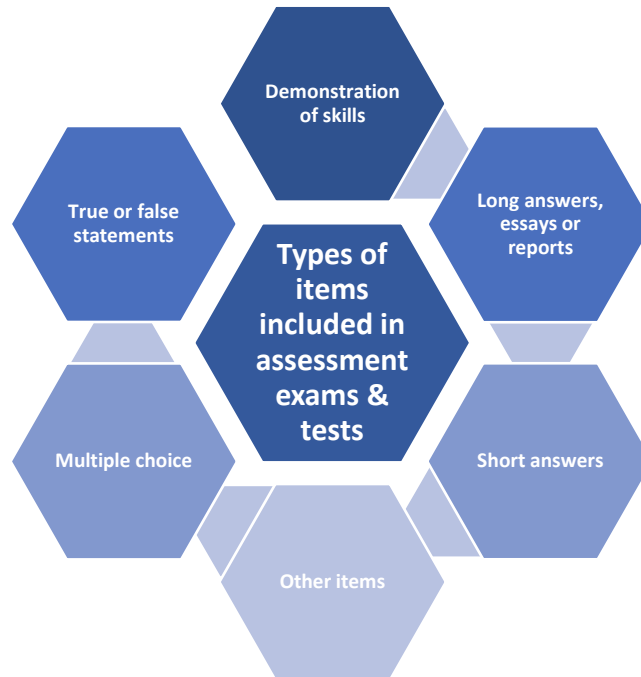 Demonstration
of skills
True or false
statements
Long answers,
essays or
reports
Types of
items
included in
assessment
exams &
tests
Multiple choice
Short answers
Other items